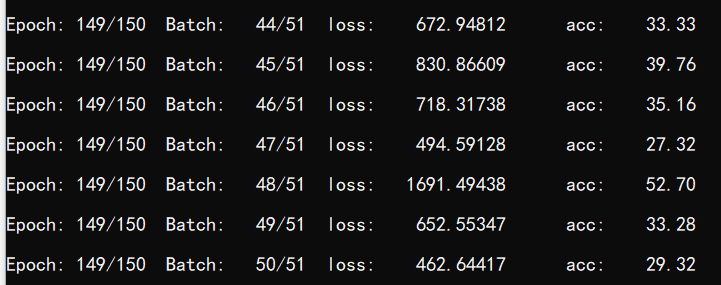 Epoch: 149/150 Batch: 44/51 loss: 672.94812 acc: 33.33
Epoch: 149/150 Batch: 45/51 loss: 830.86609 acc: 39.76
Epoch: 149/150 Batch: 46/51 loss: 718.31738 acc: 35.16
Epoch: 149/150 Batch: 47/51 loss: 494.59128 acc: 27.32
Epoch: 149/150 Batch: 48/51 loss: 1691.49438 acc: 52.70
Epoch: 149/150 Batch: 49/51 loss: 652.55347 acc: 33.28
Epoch: 149/150 Batch: 50/51 loss: 462.64417 acc: 29.32